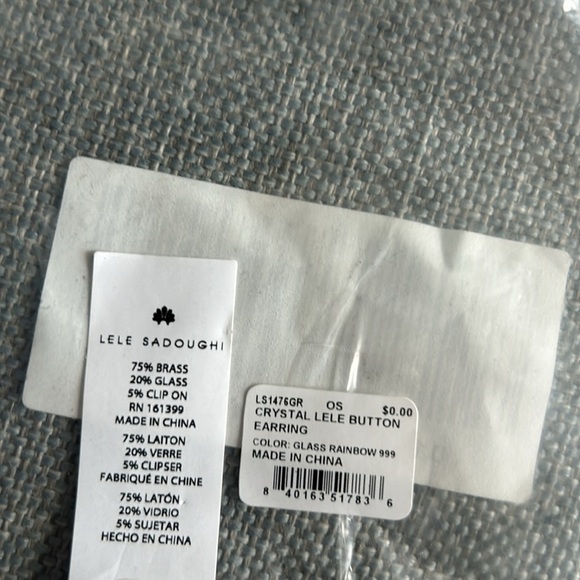 LELE SADOUGHI
75% BRASS
20% GLASS
5% CLIP ON
RN 161399
MADE IN CHINA
75% LAITON
20% VERRE
5% CLIPSER
FABRIQUÉ EN CHINE
75% LATÓN
20% VIDRIO
5% SUJETAR
HECHO EN CHINA
LS1476GR OS $0.00
CRYSTAL LELE BUTTON
EARRING
COLOR: GLASS RAINBOW 999
MADE IN CHINA
8 40163 51783 6